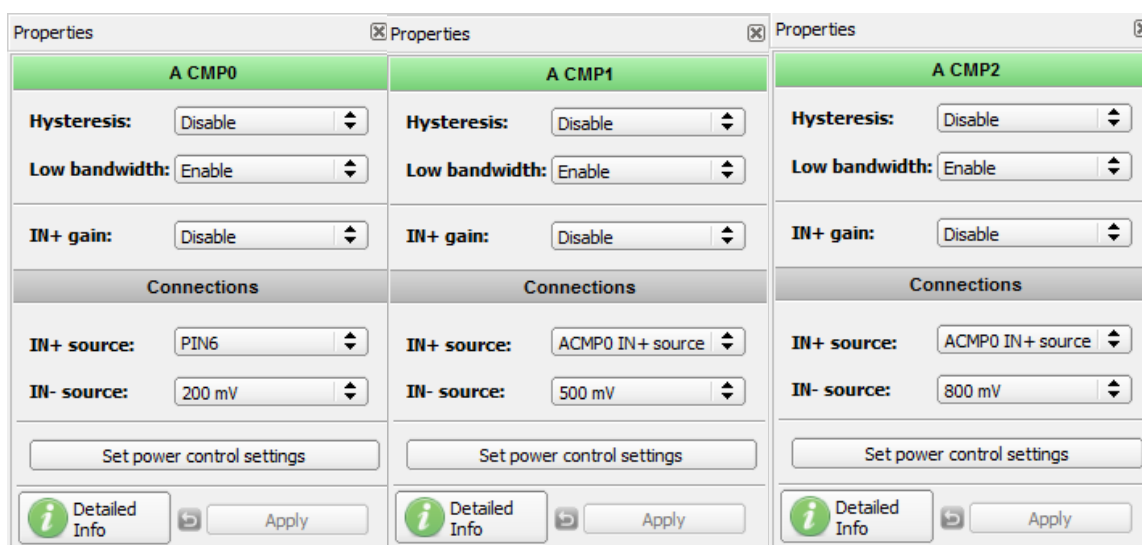 Properties
A CMP0
Hysteresis: Disable
Low bandwidth: Enable
IN+ gain: Disable
Connections
IN+ source: PIN6
IN- source: 200 mV
Set power control settings
Detailed
Info
Apply
Properties
A CMP1
Hysteresis: Disable
Low bandwidth: Enable
IN+ gain: Disable
Connections
IN+ source: ACMP0 IN+ source
IN- source: 500 mV
Set power control settings
Detailed
Info
Apply
Properties
A CMP2
Hysteresis: Disable
Low bandwidth: Enable
IN+ gain: Disable
Connections
IN+ source: ACMP0 IN+ source
IN- source: 800 mV
Set power control settings
Detailed
Info
Apply